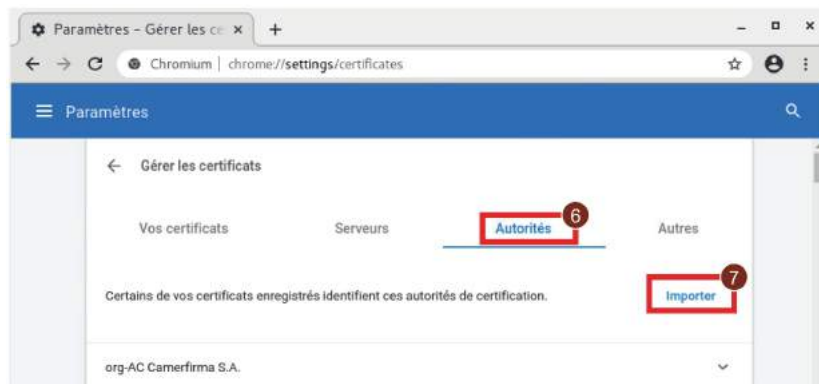 Paramètres – Gérer les ce
Chromium | chrome://settings/certificates
Paramètres
Gérer les certificats
Vos certificats Serveurs Autorités 6 Autres
Certains de vos certificats enregistrés identifient ces autorités de certification. Importer 7
org-AC Camerfirma S.A.